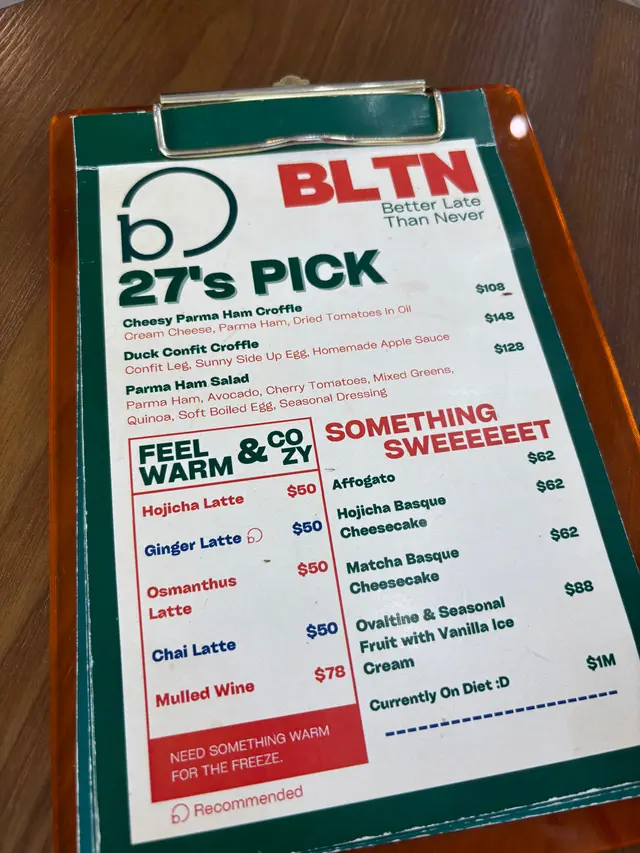 b
BLTN
Better Late
Than Never
27's PICK
Cheesy Parma Ham Croffle $108
Cream Cheese, Parma Ham, Dried Tomatoes In Oil
Duck Confit Croffle $148
Confit Leg, Sunny Side Up Egg, Homemade Apple Sauce
Parma Ham Salad $128
Parma Ham, Avocado, Cherry Tomatoes, Mixed Greens,
Quinoa, Soft Boiled Egg, Seasonal Dressing
FEEL
WARM & CO
ZY
Hojicha Latte $50
Ginger Latte b $50
Osmanthus $50
Latte
Chai Latte $50
Mulled Wine $78
NEED SOMETHING WARM
FOR THE FREEZE.
b Recommended
SOMETHING
SWEEEEEET
Affogato $62
Hojicha Basque $62
Cheesecake
Matcha Basque $62
Cheesecake
Ovaltine & Seasonal $88
Fruit with Vanilla Ice
Cream
Currently On Diet :D $1M